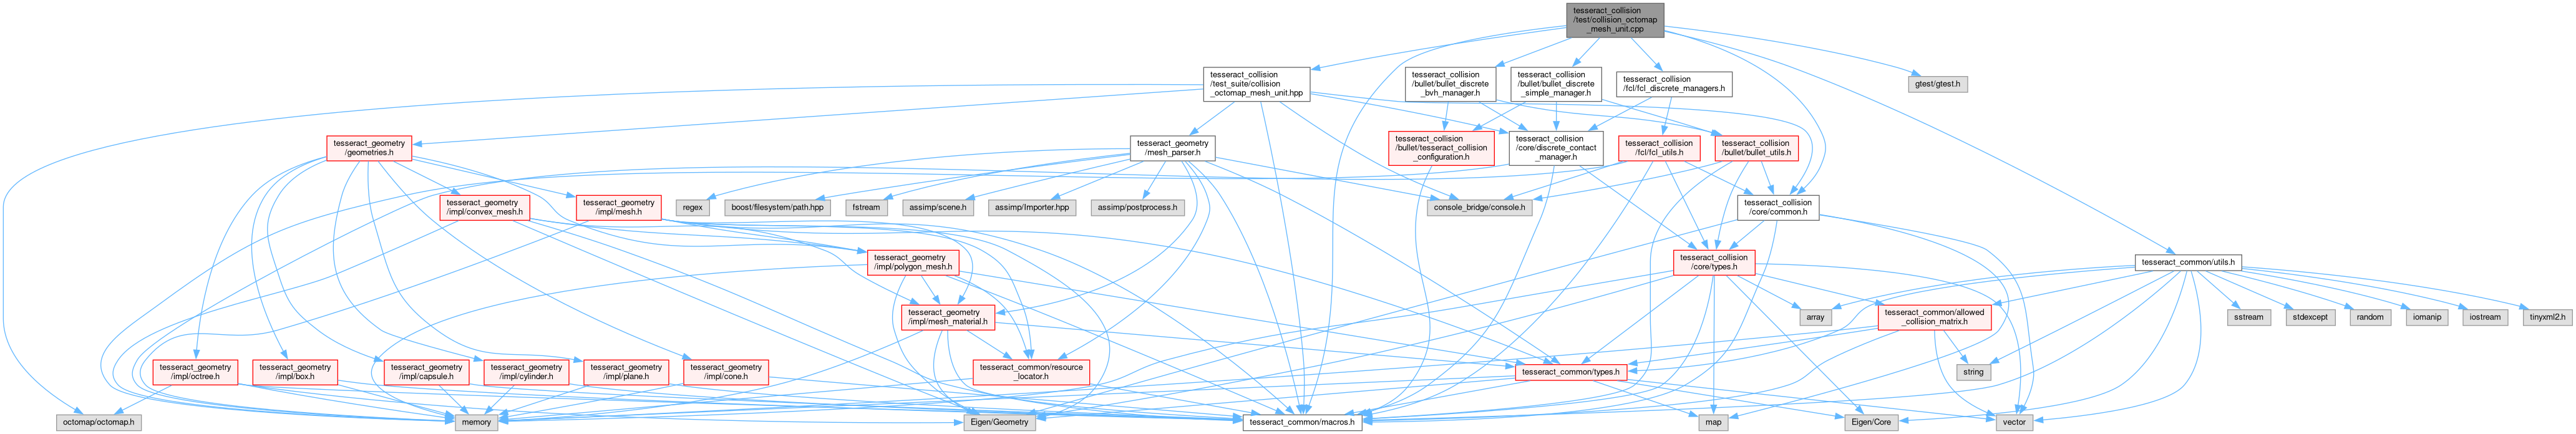 tesseract_collision
/test/collision_octomap
_mesh_unit.cpp
tesseract_collision
/test_suite/collision
_octomap_mesh_unit.hpp
tesseract_collision
/bullet/bullet_discrete
_bvh_manager.h
tesseract_collision
/bullet/bullet_discrete
_simple_manager.h
tesseract_collision
/fcl/fcl_discrete_managers.h
gtest/gtest.h
tesseract_geometry
/geometries.h
tesseract_geometry
/mesh_parser.h
tesseract_collision
/bullet/tesseract_collision
_configuration.h
tesseract_collision
/core/discrete_contact
_manager.h
tesseract_collision
/fcl/fcl_utils.h
tesseract_collision
/bullet/bullet_utils.h
tesseract_geometry
/impl/convex_mesh.h
tesseract_geometry
/impl/mesh.h
regex
boost/filesystem/path.hpp
fstream
assimp/scene.h
assimp/Importer.hpp
assimp/postprocess.h
console_bridge/console.h
tesseract_collision
/core/common.h
tesseract_geometry
/impl/polygon_mesh.h
tesseract_collision
/core/types.h
tesseract_common/utils.h
tesseract_geometry
/impl/mesh_material.h
array
tesseract_common/allowed
_collision_matrix.h
sstream
stdexcept
random
iomanip
iostream
tinyxml2.h
tesseract_geometry
/impl/octree.h
tesseract_geometry
/impl/box.h
tesseract_geometry
/impl/capsule.h
tesseract_geometry
/impl/cylinder.h
tesseract_geometry
/impl/plane.h
tesseract_geometry
/impl/cone.h
tesseract_common/resource
_locator.h
tesseract_common/types.h
string
octomap/octomap.h
memory
Eigen/Geometry
tesseract_common/macros.h
map
Eigen/Core
vector